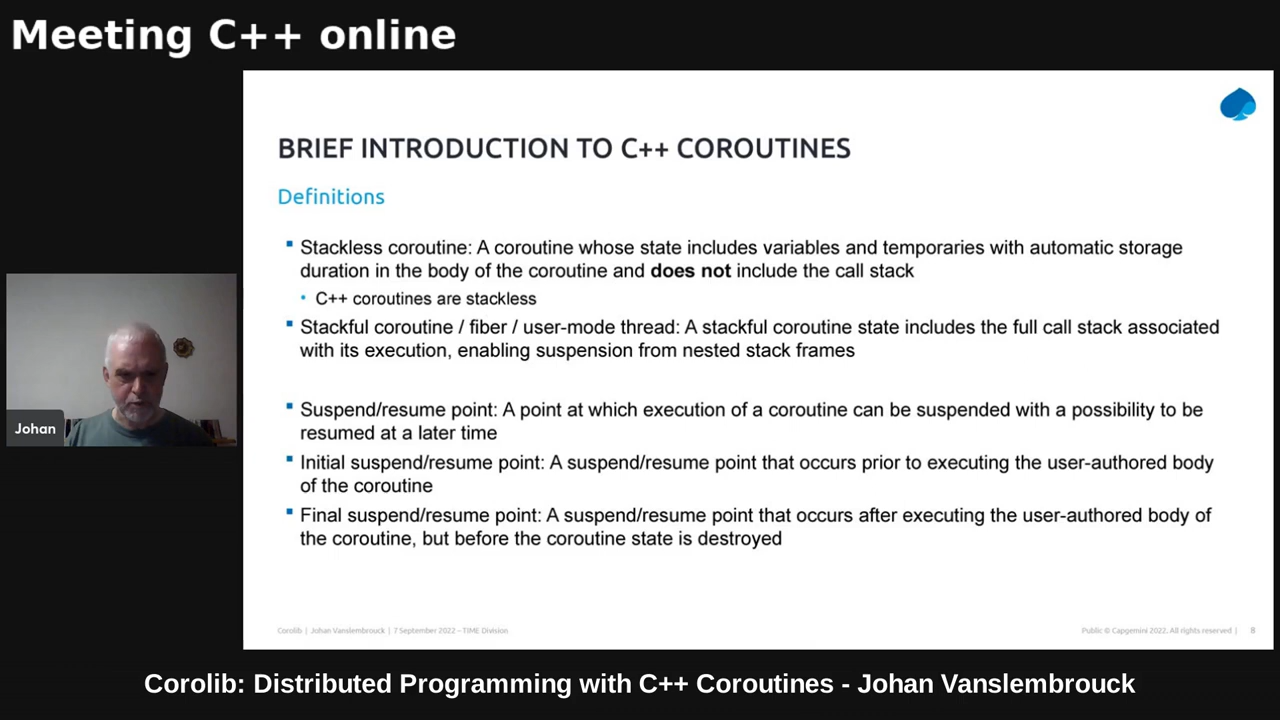 Meeting C++ online
BRIEF INTRODUCTION TO C++ COROUTINES
Definitions
▪ Stackless coroutine: A coroutine whose state includes variables and temporaries with automatic storage
duration in the body of the coroutine and does not include the call stack
• C++ coroutines are stackless
▪ Stackful coroutine / fiber / user-mode thread: A stackful coroutine state includes the full call stack associated
with its execution, enabling suspension from nested stack frames
▪ Suspend/resume point: A point at which execution of a coroutine can be suspended with a possibility to be
resumed at a later time
▪ Initial suspend/resume point: A suspend/resume point that occurs prior to executing the user-authored body
of the coroutine
▪ Final suspend/resume point: A suspend/resume point that occurs after executing the user-authored body of
the coroutine, but before the coroutine state is destroyed
Johan
Corolib | Johan Vanslembrouck | 7 September 2022 – TIME Division
Public © Capgemini 2022. All rights reserved | 8
Corolib: Distributed Programming with C++ Coroutines - Johan Vanslembrouck